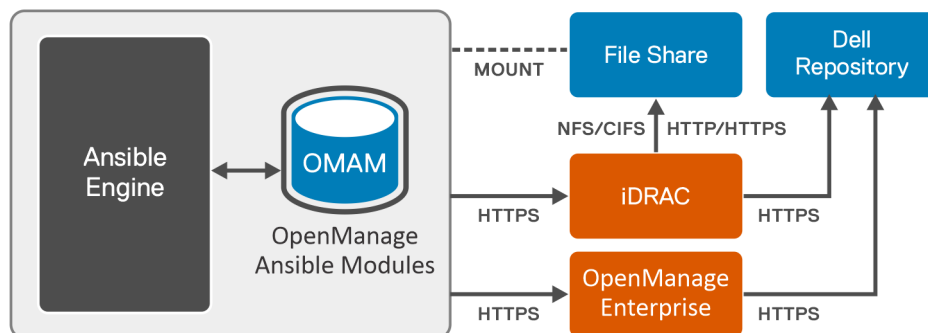 Ansible
Engine
OMAM
OpenManage
Ansible Modules
MOUNT
File Share
Dell
Repository
NFS/CIFS
HTTP/HTTPS
HTTPS
iDRAC
HTTPS
HTTPS
OpenManage
Enterprise
HTTPS